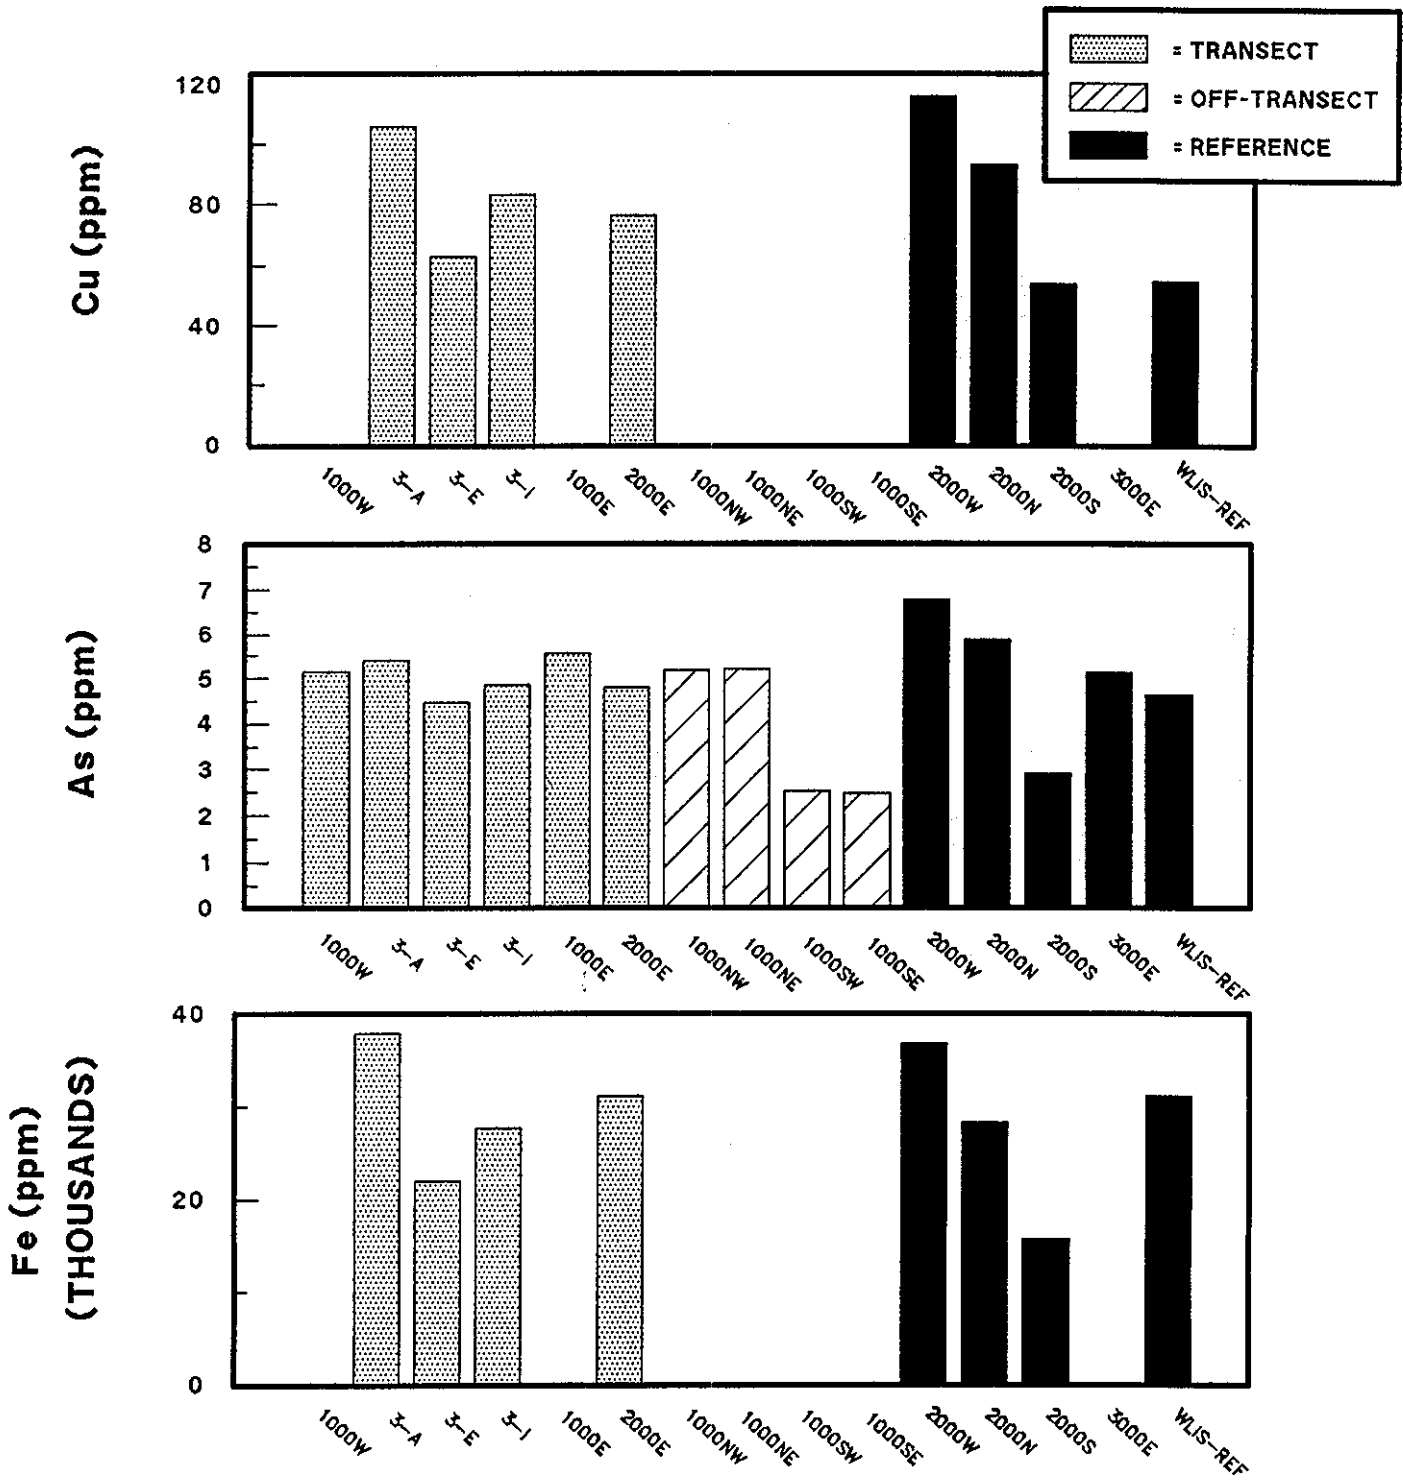 = TRANSECT
= OFF-TRANSECT
= REFERENCE
Cu (ppm)
120
80
40
0
1000W 3-A 3-E 3-I 1000E 2000E 1000NW 1000NE 1000SW 1000SE 2000W 2000N 2000S 3000E WLIS-REF
As (ppm)
8
7
6
5
4
3
2
1
0
1000W 3-A 3-E 3-I 1000E 2000E 1000NW 1000NE 1000SW 1000SE 2000W 2000N 2000S 3000E WLIS-REF
Fe (ppm)
(THOUSANDS)
40
20
0
1000W 3-A 3-E 3-I 1000E 2000E 1000NW 1000NE 1000SW 1000SE 2000W 2000N 2000S 3000E WLIS-REF